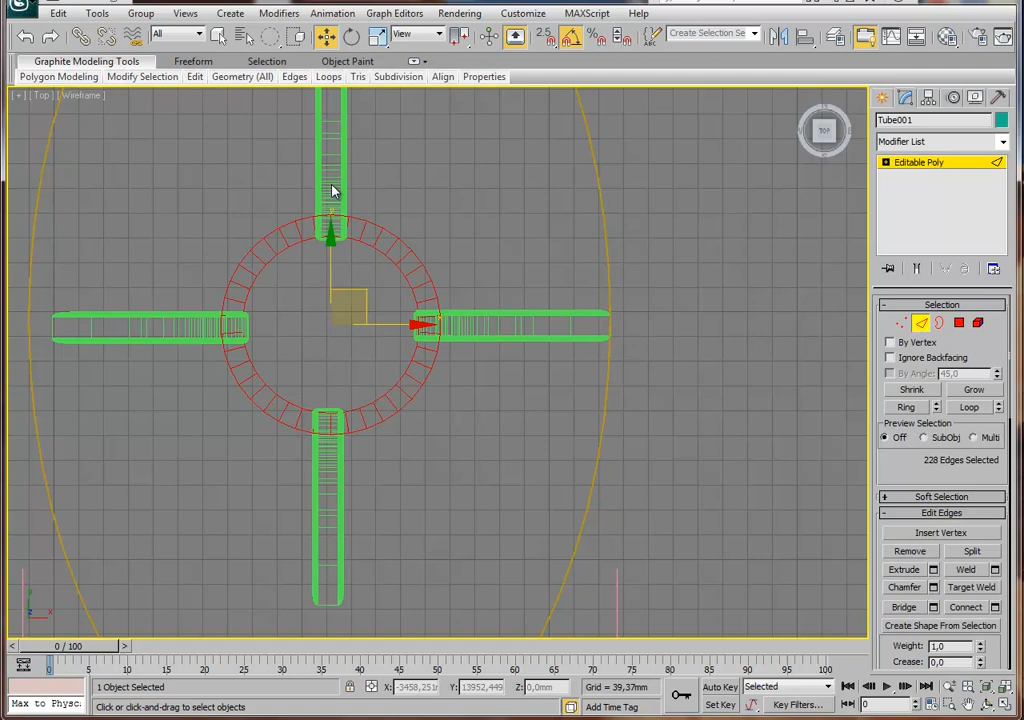 Edit Tools Group Views Create Modifiers Animation Graph Editors Rendering Customize MAXScript Help
All View 2.5 Create Selection Se
Graphite Modeling Tools Freeform Selection Object Paint
Polygon Modeling Modify Selection Edit Geometry (All) Edges Loops Tris Subdivision Align Properties
[ + ] [ Top ] [ Wireframe ]
TOP
Tube001
Modifier List
Editable Poly
Selection
By Vertex
Ignore Backfacing
By Angle: 45,0
Shrink Grow
Ring Loop
Preview Selection
Off SubObj Multi
228 Edges Selected
Soft Selection
Edit Edges
Insert Vertex
Remove Split
Extrude Weld
Chamfer Target Weld
Bridge Connect
Create Shape From Selection
Weight: 1,0
Crease: 0,0
y
z x
0 / 100
0 5 10 15 20 25 30 35 40 45 50 55 60 65 70 75 80 85 90 95 100
1 Object Selected X: -3458,251 Y: 13952,449 Z: 0,0mm Grid = 39,37mm Auto Key Selected
Max to Physc: Click or click-and-drag to select objects Add Time Tag Set Key Key Filters... 0